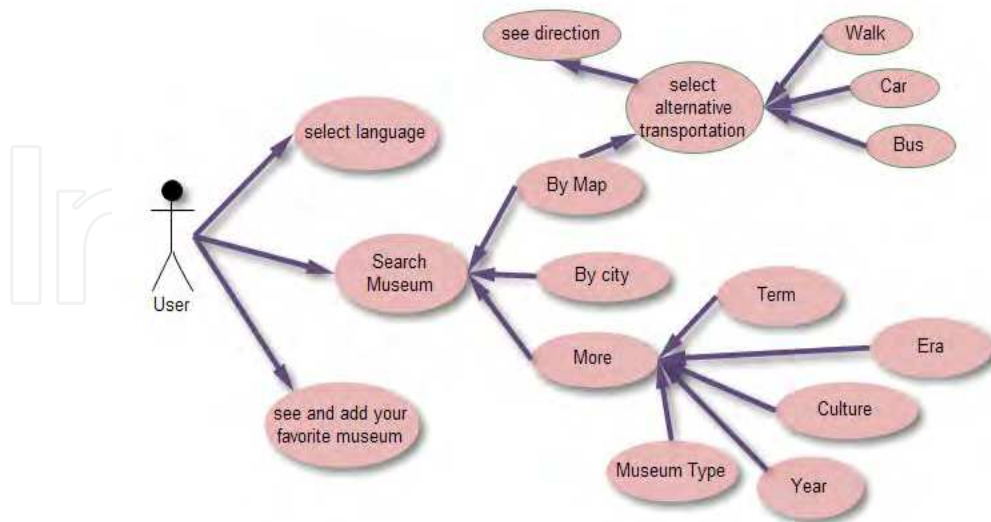 see direction
Walk
select
alternative
transportation
Car
Bus
select language
By Map
User
Search
Museum
By city
Term
More
Era
see and add your
favorite museum
Culture
Museum Type
Year